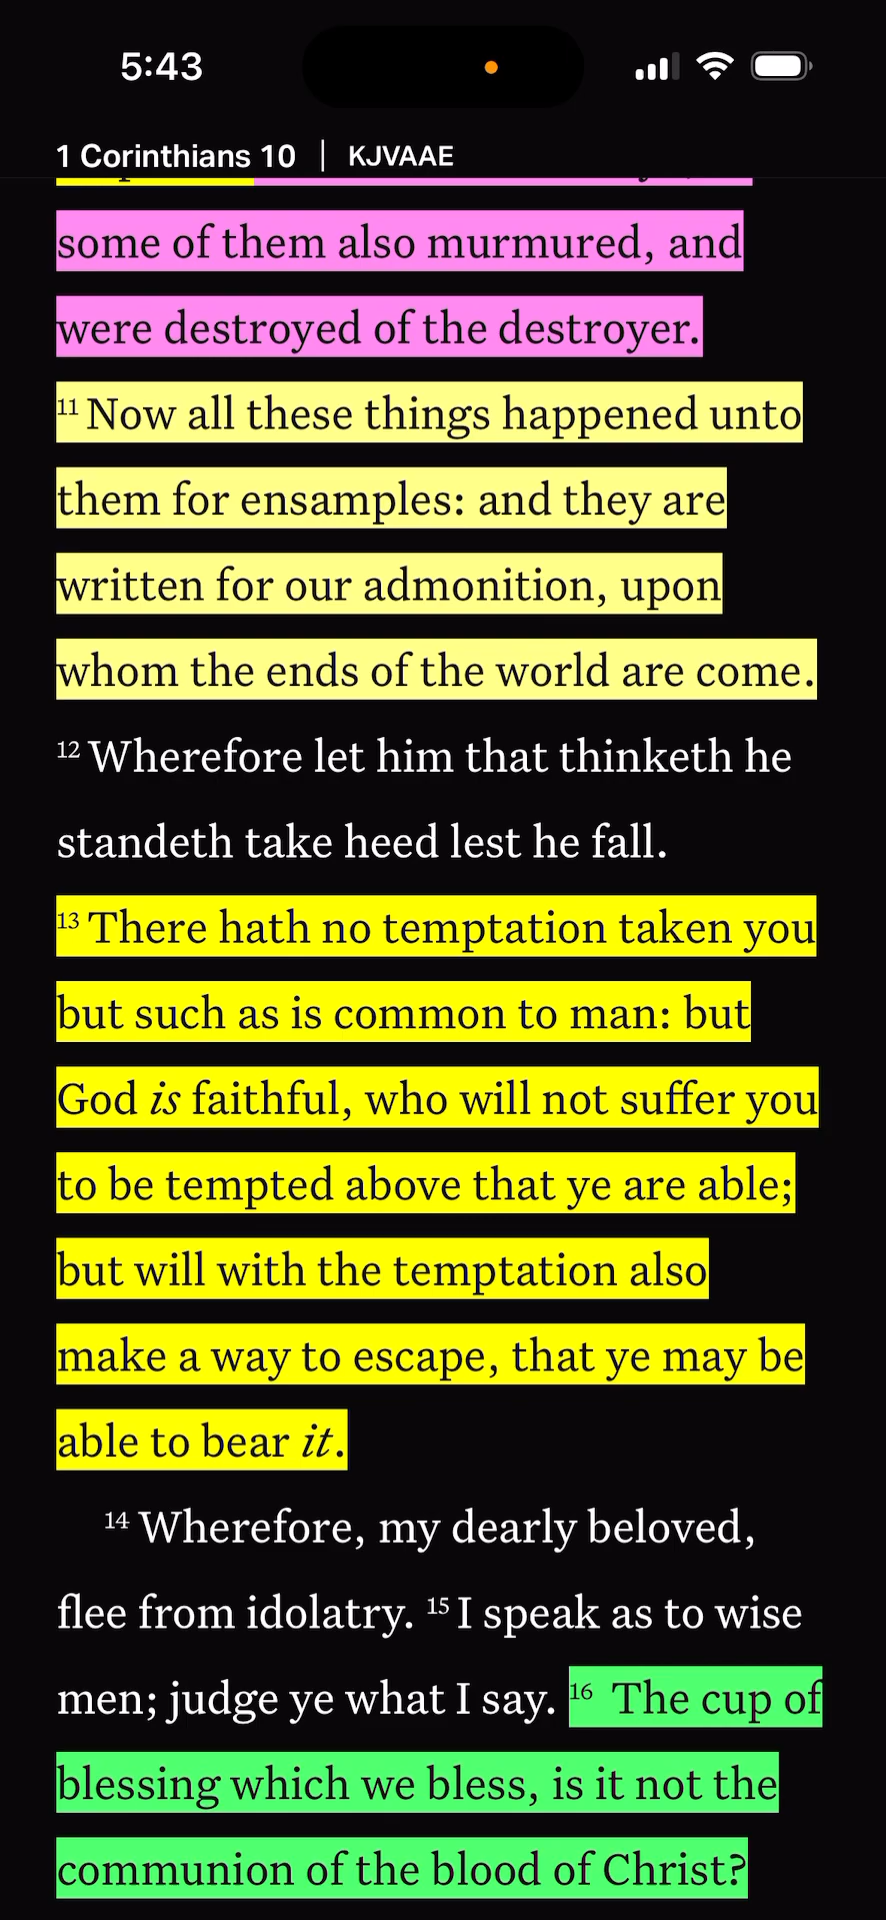 5:43
1 Corinthians 10 | KJVAAE
some of them also murmured, and
were destroyed of the destroyer.
11 Now all these things happened unto
them for ensamples: and they are
written for our admonition, upon
whom the ends of the world are come.
12 Wherefore let him that thinketh he
standeth take heed lest he fall.
13 There hath no temptation taken you
but such as is common to man: but
God is faithful, who will not suffer you
to be tempted above that ye are able;
but will with the temptation also
make a way to escape, that ye may be
able to bear it.
14 Wherefore, my dearly beloved,
flee from idolatry. 15 I speak as to wise
men; judge ye what I say. 16 The cup of
blessing which we bless, is it not the
communion of the blood of Christ?